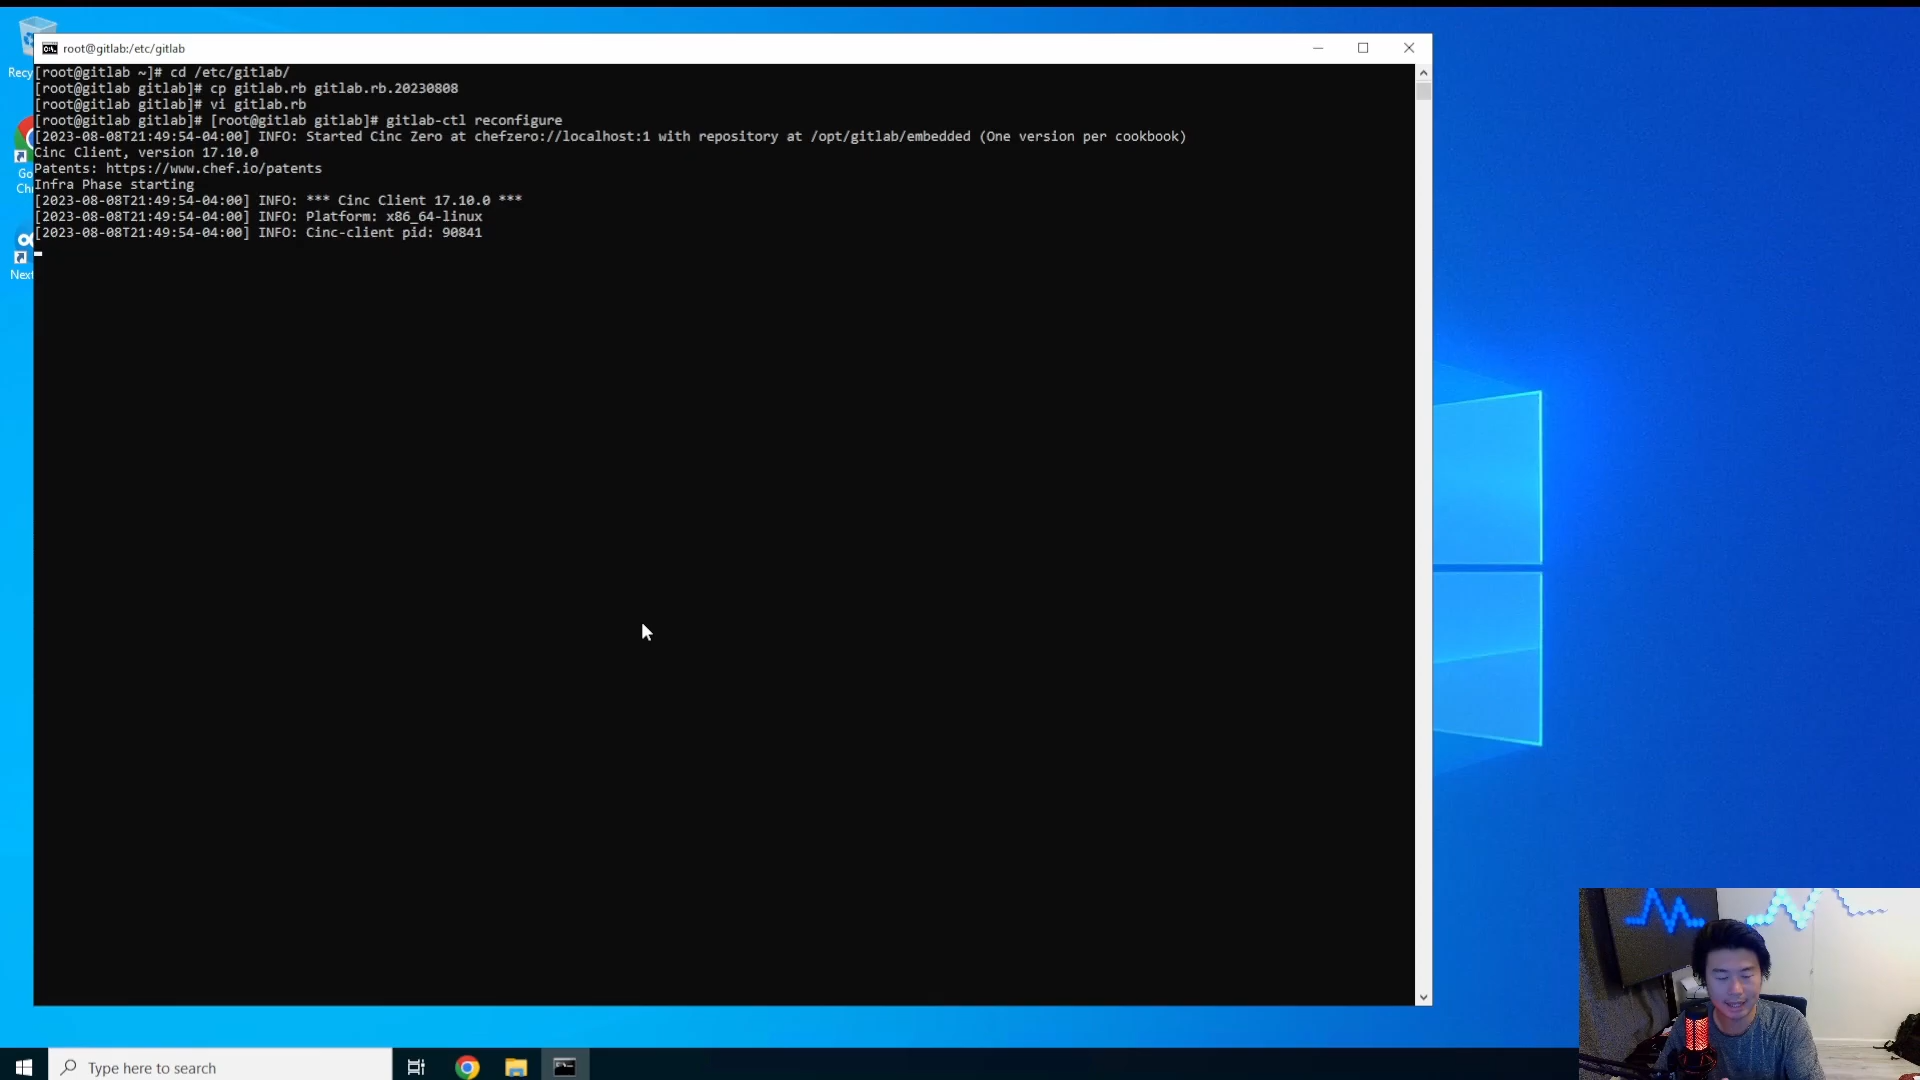 root@gitlab:/etc/gitlab
Recy
[root@gitlab ~]# cd /etc/gitlab/
[root@gitlab gitlab]# cp gitlab.rb gitlab.rb.20230808
[root@gitlab gitlab]# vi gitlab.rb
[root@gitlab gitlab]# [root@gitlab gitlab]# gitlab-ctl reconfigure
[2023-08-08T21:49:54-04:00] INFO: Started Cinc Zero at chefzero://localhost:1 with repository at /opt/gitlab/embedded (One version per cookbook)
Cinc Client, version 17.10.0
Patents: https://www.chef.io/patents
Infra Phase starting
[2023-08-08T21:49:54-04:00] INFO: *** Cinc Client 17.10.0 ***
[2023-08-08T21:49:54-04:00] INFO: Platform: x86_64-linux
[2023-08-08T21:49:54-04:00] INFO: Cinc-client pid: 90841
Go
Ch
Next
Type here to search